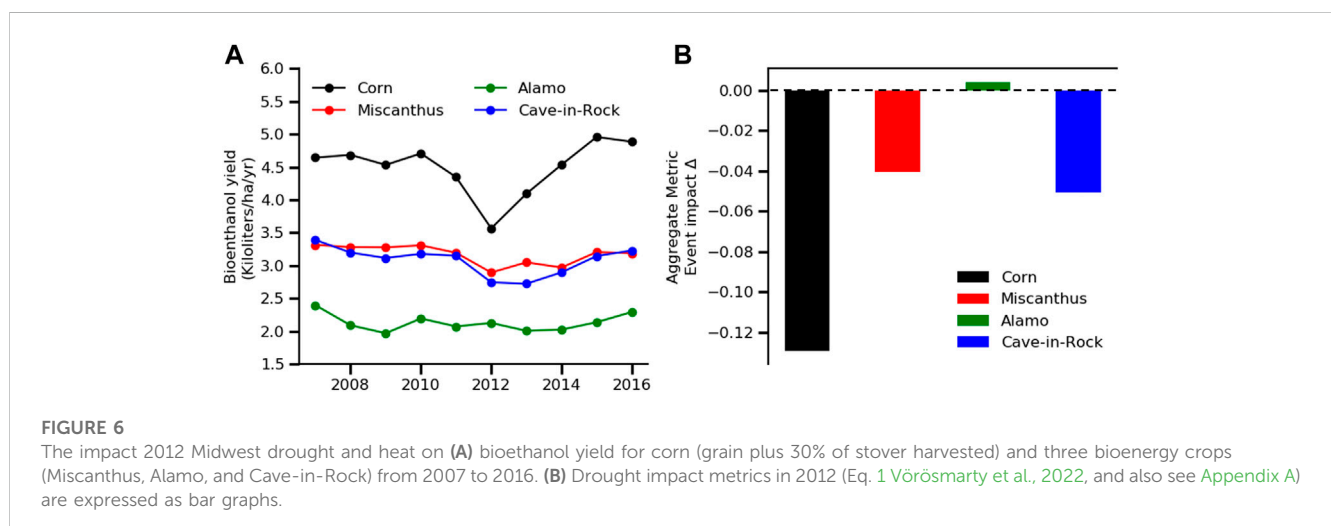 A
Bioenthanol yield
(Kiloliters/ha/yr)
6.0
5.5
5.0
4.5
4.0
3.5
3.0
2.5
2.0
1.5
Corn
Miscanthus
Alamo
Cave-in-Rock
2008
2010
2012
2014
2016
B
Aggregate Metric
Event impact Δ
0.00
−0.02
−0.04
−0.06
−0.08
−0.10
−0.12
Corn
Miscanthus
Alamo
Cave-in-Rock
FIGURE 6
The impact 2012 Midwest drought and heat on (A) bioethanol yield for corn (grain plus 30% of stover harvested) and three bioenergy crops
(Miscanthus, Alamo, and Cave-in-Rock) from 2007 to 2016. (B) Drought impact metrics in 2012 (Eq. 1 Vörösmarty et al., 2022, and also see Appendix A)
are expressed as bar graphs.